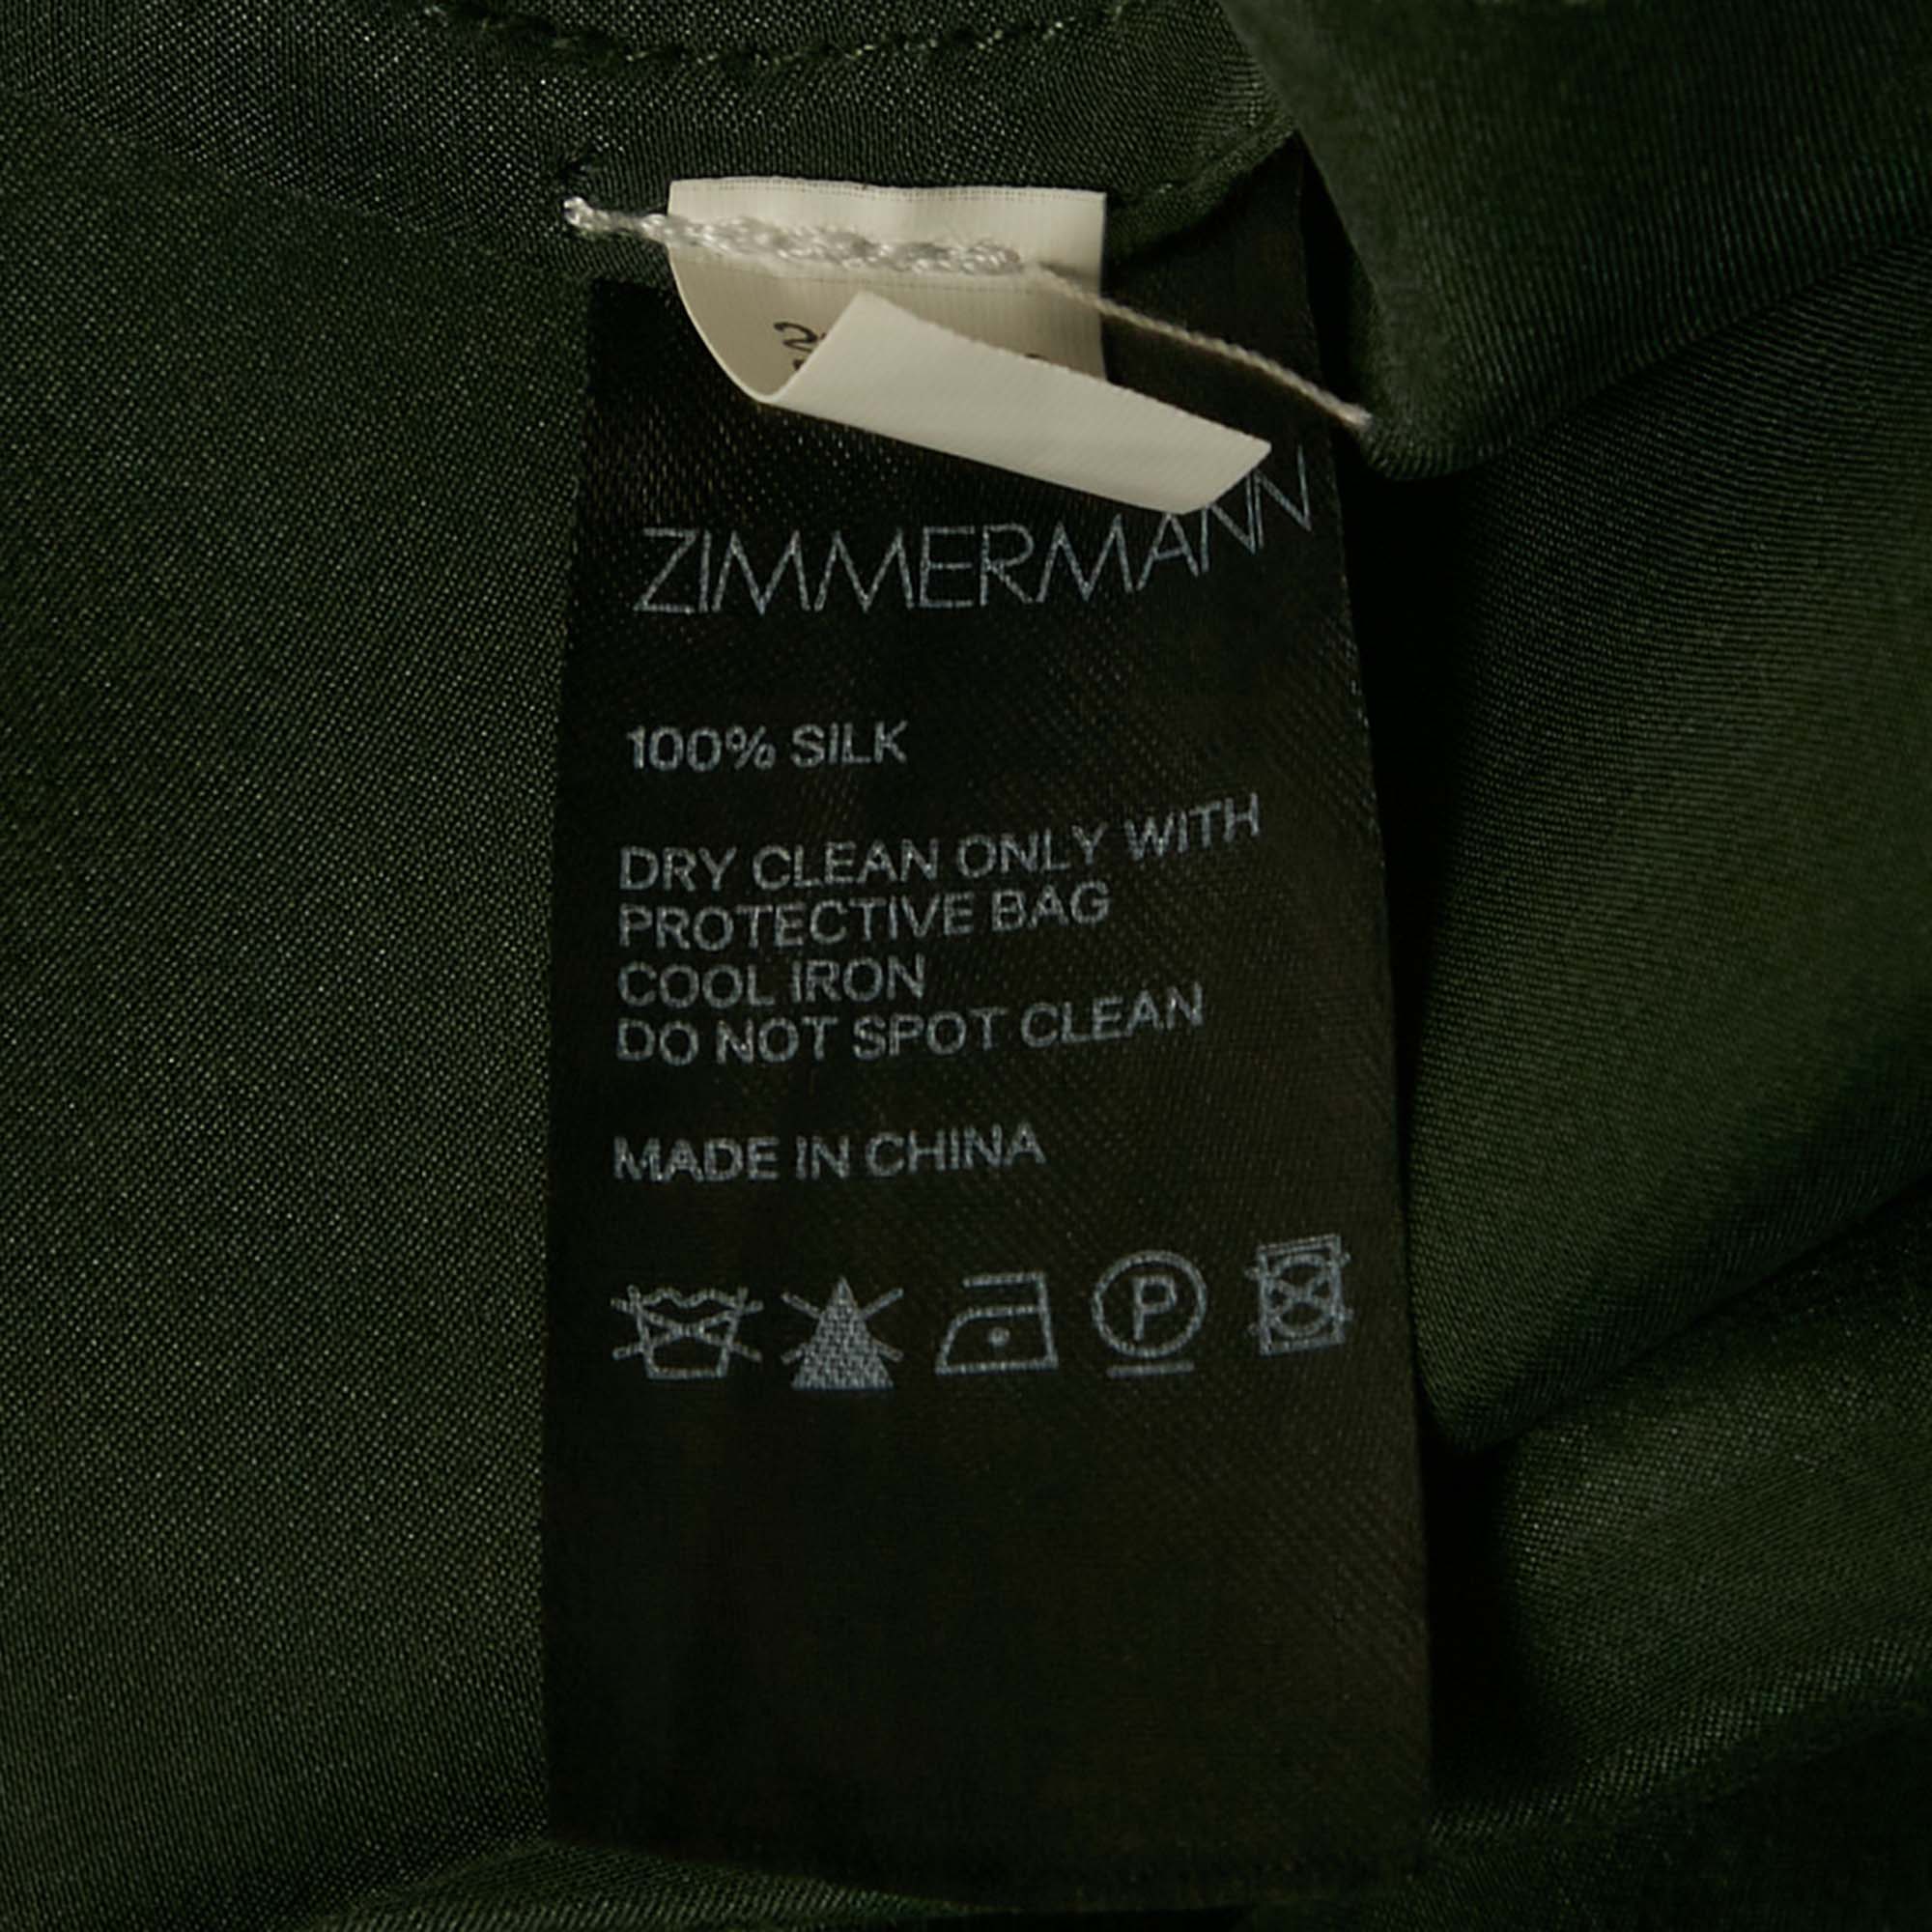 ZIMMERMANN
100% SILK
DRY CLEAN ONLY WITH
PROTECTIVE BAG
COOL IRON
DO NOT SPOT CLEAN
MADE IN CHINA
P